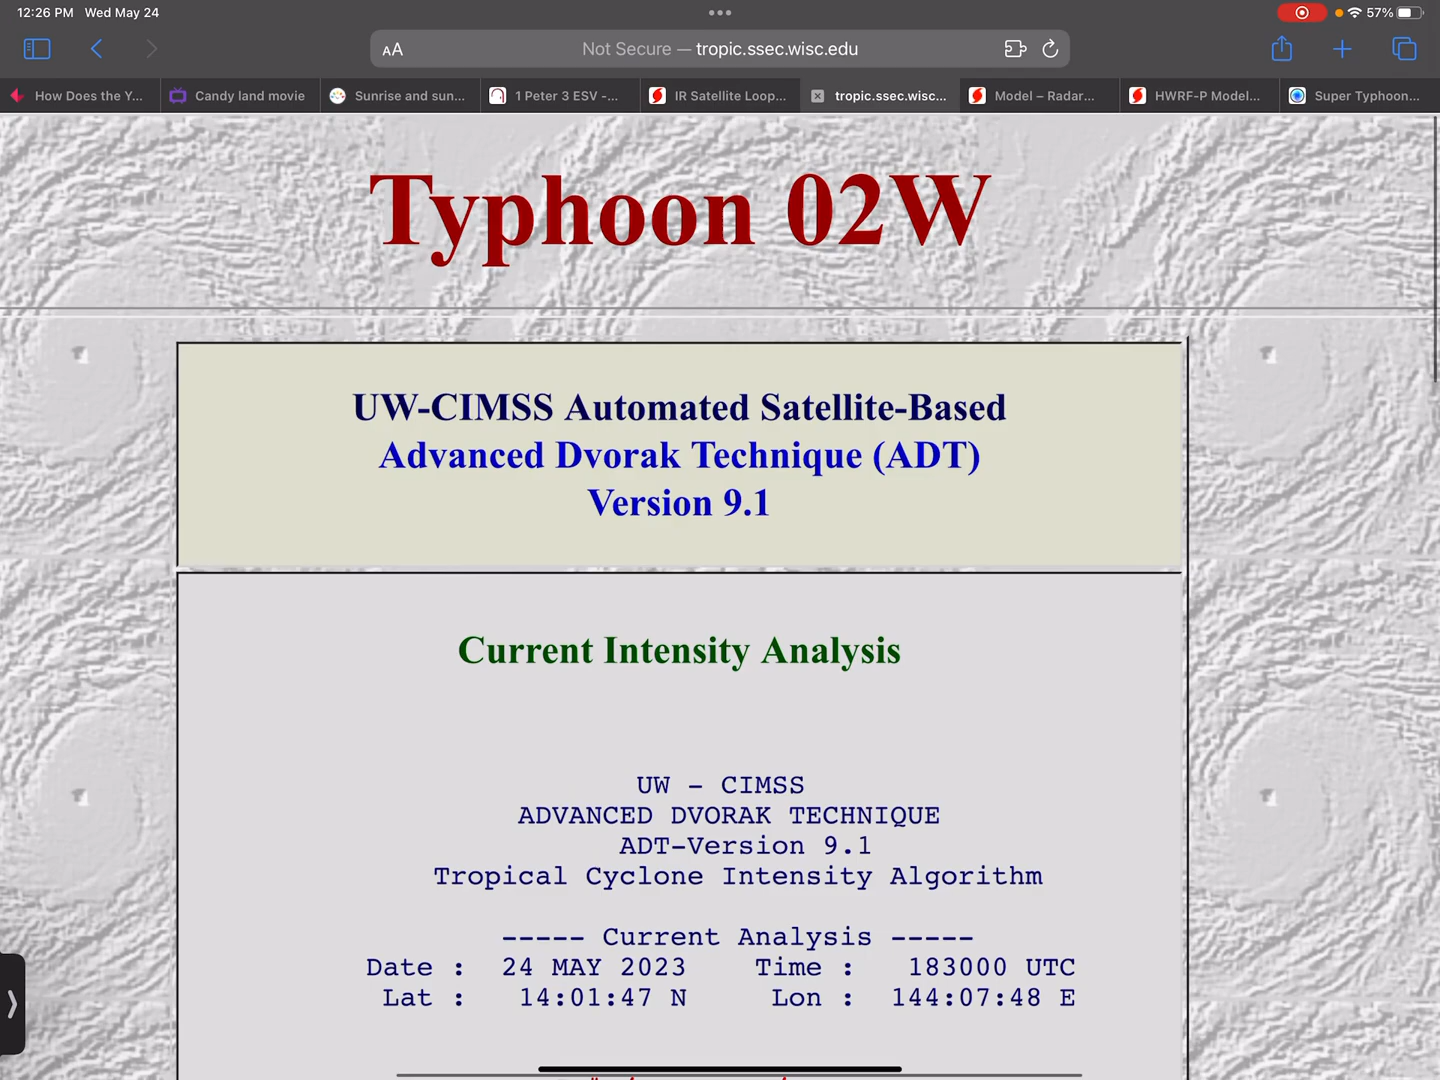 12:26 PM Wed May 24
57%
AA
Not Secure — tropic.ssec.wisc.edu
How Does the Y...
Candy land movie
Sunrise and sun...
1 Peter 3 ESV -...
IR Satellite Loop...
tropic.ssec.wisc...
Model – Radar...
HWRF-P Model...
Super Typhoon...
Typhoon 02W
UW-CIMSS Automated Satellite-Based
Advanced Dvorak Technique (ADT)
Version 9.1
Current Intensity Analysis
UW - CIMSS
ADVANCED DVORAK TECHNIQUE
ADT-Version 9.1
Tropical Cyclone Intensity Algorithm
----- Current Analysis -----
Date : 24 MAY 2023 Time : 183000 UTC
Lat : 14:01:47 N Lon : 144:07:48 E